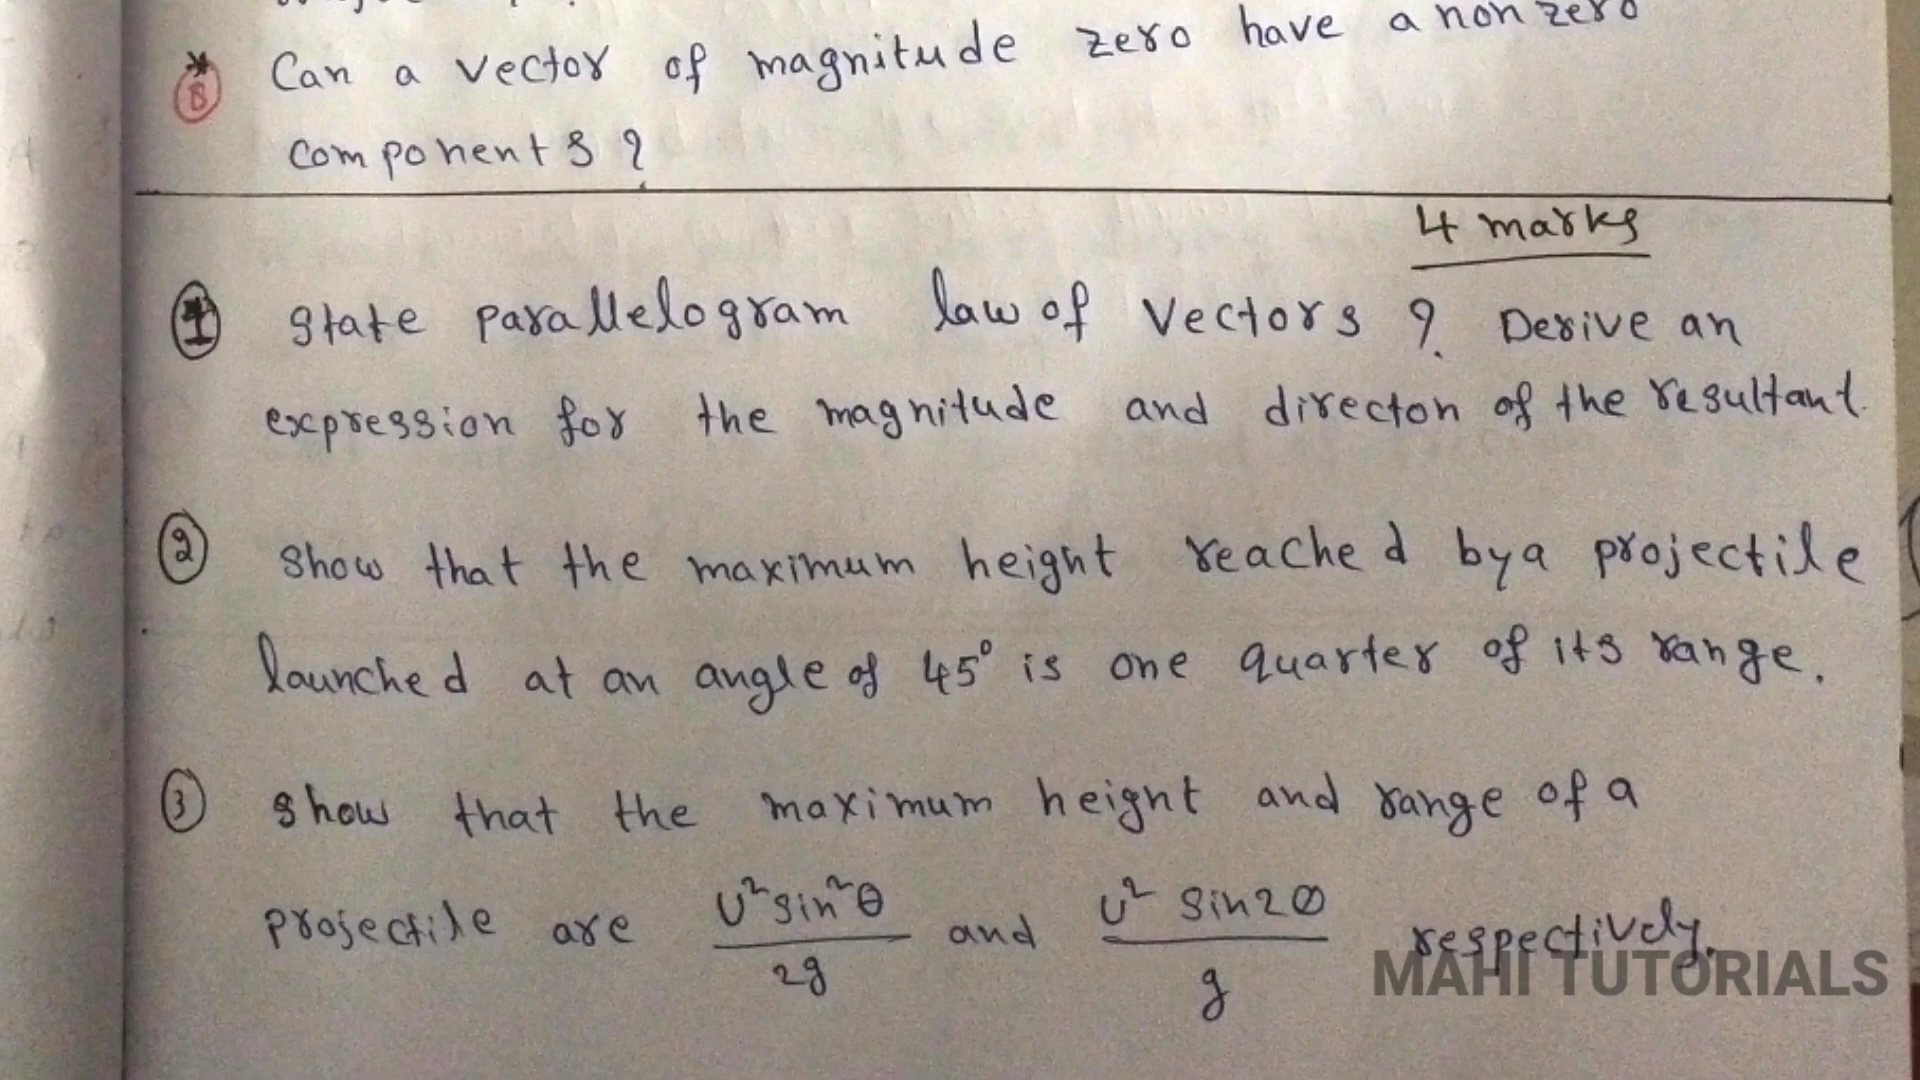 * 8 Can a vector of magnitude zero have a non zero
components ?
4 marks
1 State parallelogram law of vectors ? Derive an
expression for the magnitude and directon of the resultant.
2 Show that the maximum height reached by a projectile
launched at an angle of 45° is one quarter of its range.
3 Show that the maximum height and range of a
projectile are U² sin²θ / 2g and U² sin2θ / g respectively.
MAHI TUTORIALS